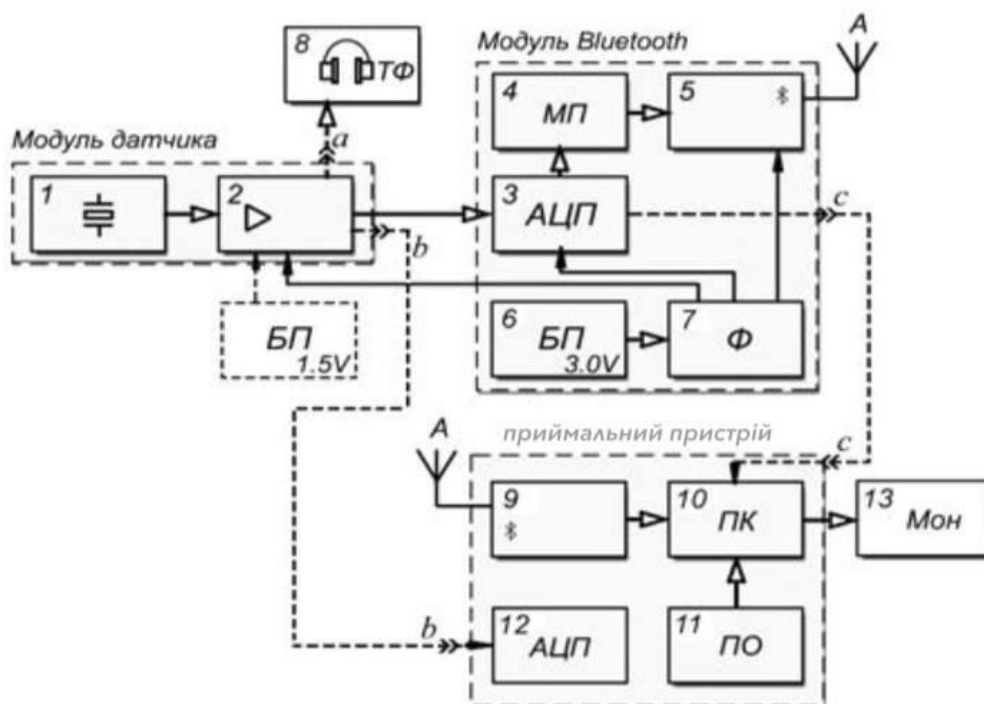 8
ТФ
a
Модуль датчика
1
2
b
БП
1.5V
Модуль Bluetooth
A
4
МП
5
3
АЦП
c
6
БП
3.0V
7
Ф
приймальний пристрій
A
c
9
10
ПК
13
Мон
b
12
АЦП
11
ПО